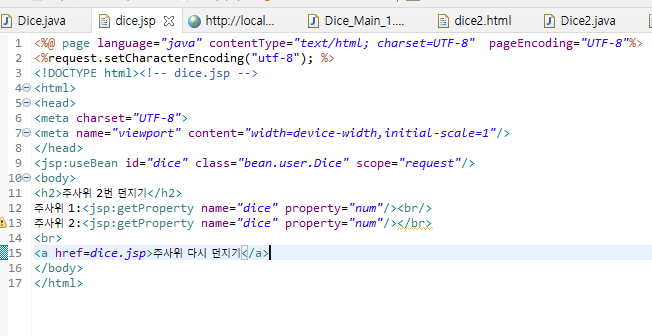 Dice.java dice.jsp http://local... Dice_Main_1.... dice2.html Dice2.java
1 <%@ page language="java" contentType="text/html; charset=UTF-8" pageEncoding="UTF-8"%>
2 <%request.setCharacterEncoding("utf-8"); %>
3 <!DOCTYPE html><!-- dice.jsp -->
4 <html>
5 <head>
6 <meta charset="UTF-8">
7 <meta name="viewport" content="width=device-width,initial-scale=1"/>
8 </head>
9 <jsp:useBean id="dice" class="bean.user.Dice" scope="request"/>
10 <body>
11 <h2>주사위 2번 던지기</h2>
12 주사위 1:<jsp:getProperty name="dice" property="num"/><br/>
13 주사위 2:<jsp:getProperty name="dice" property="num"/></br>
14 <br>
15 <a href=dice.jsp>주사위 다시 던지기</a>
16 </body>
17 </html>